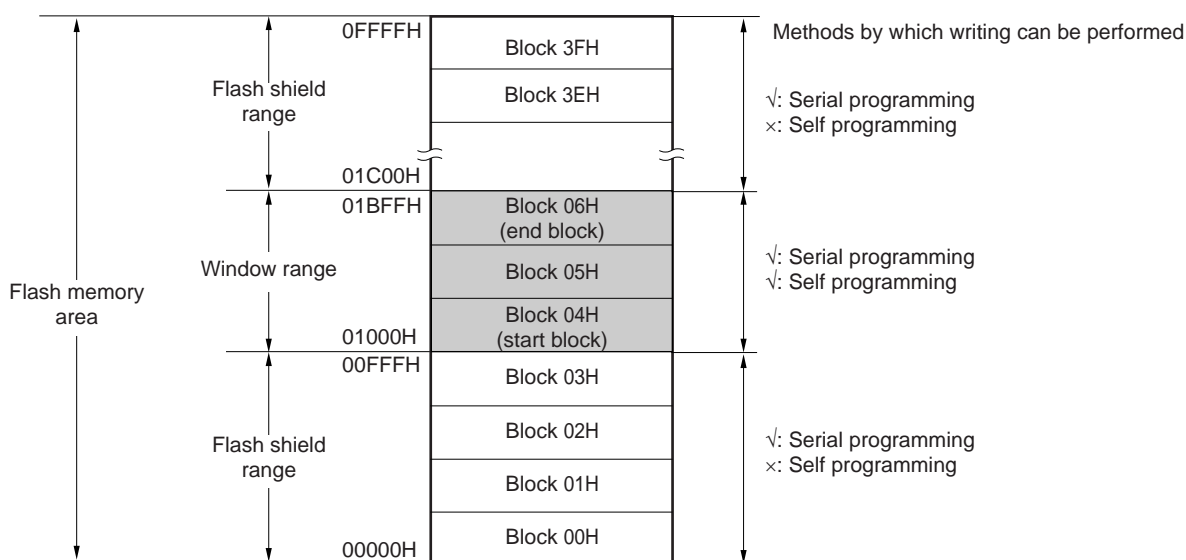 0FFFFH
Block 3FH
Methods by which writing can be performed
Flash shield
range
Block 3EH
√: Serial programming
×: Self programming
01C00H
01BFFH
Block 06H
(end block)
Window range
Block 05H
√: Serial programming
√: Self programming
Flash memory
area
01000H
Block 04H
(start block)
00FFFH
Block 03H
Flash shield
range
Block 02H
√: Serial programming
×: Self programming
Block 01H
00000H
Block 00H